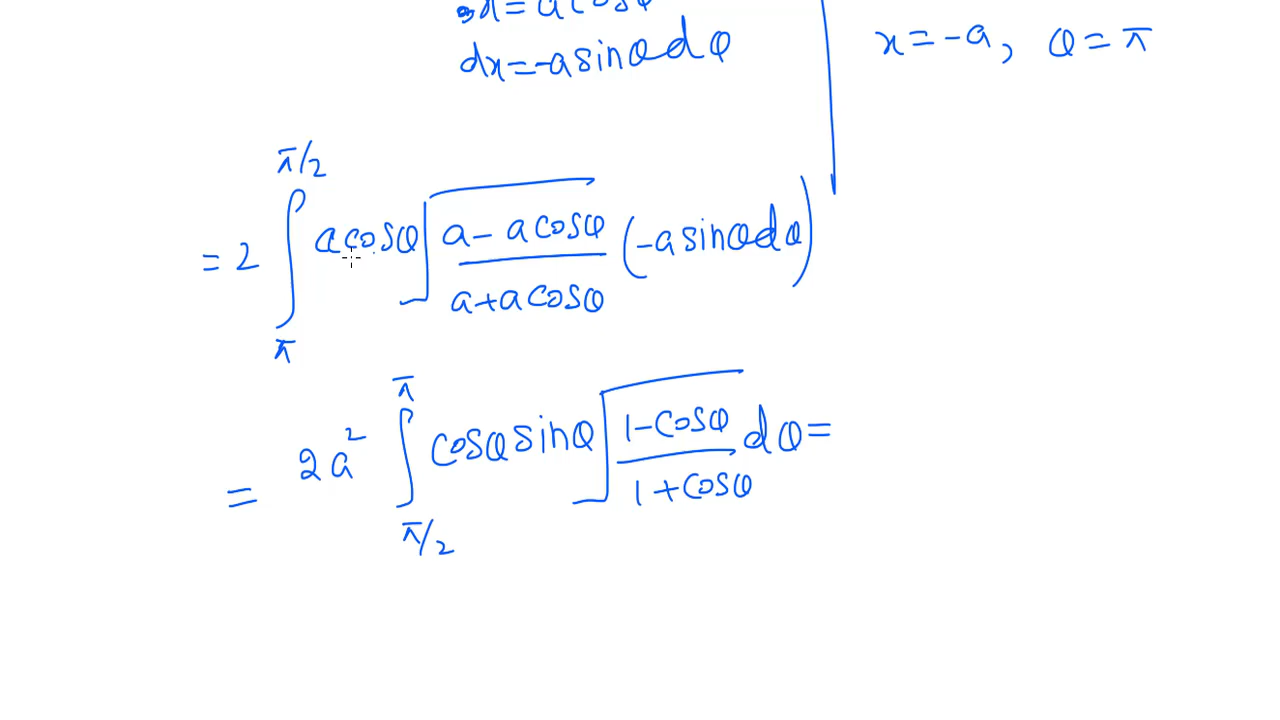 x = a cosθ
dx = -a sinθ dθ
x = -a, θ = π
= 2 ∫_{π}^{π/2} a cosθ √((a - a cosθ)/(a + a cosθ)) (-a sinθ dθ)
= 2a² ∫_{π/2}^{π} cosθ sinθ √((1 - cosθ)/(1 + cosθ)) dθ =